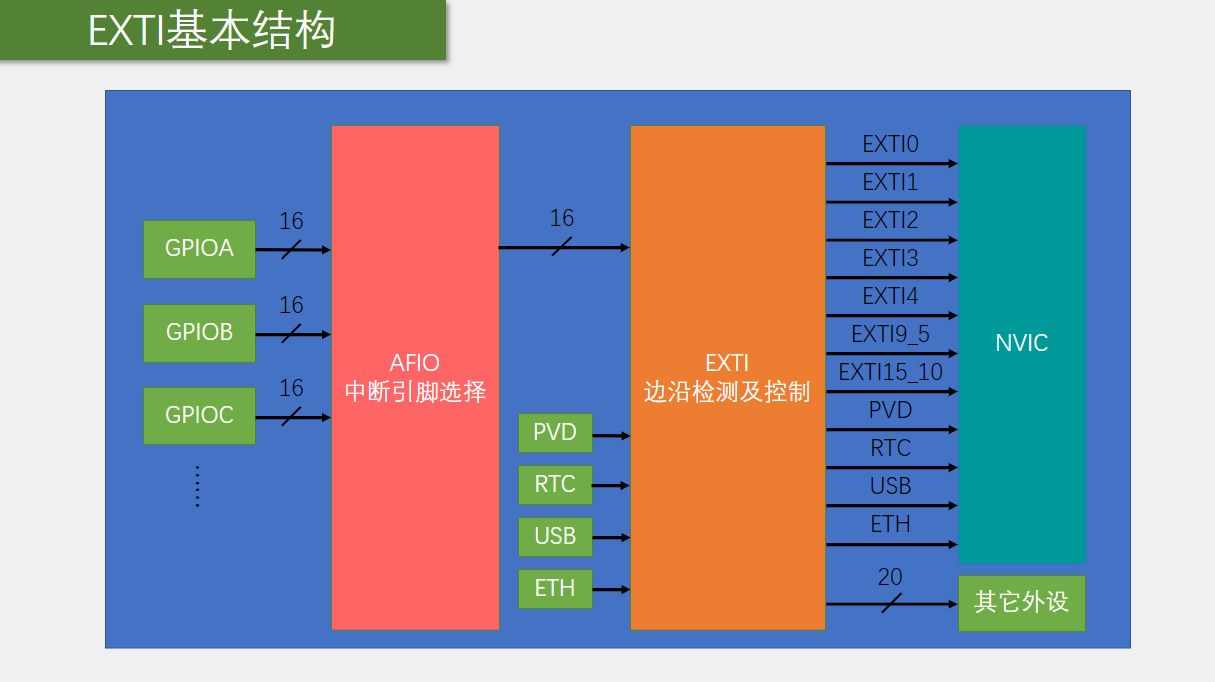 EXTI基本结构
GPIOA
16
GPIOB
16
GPIOC
16
AFIO
中断引脚选择
16
PVD
RTC
USB
ETH
EXTI
边沿检测及控制
EXTI0
EXTI1
EXTI2
EXTI3
EXTI4
EXTI9_5
EXTI15_10
PVD
RTC
USB
ETH
20
NVIC
其它外设